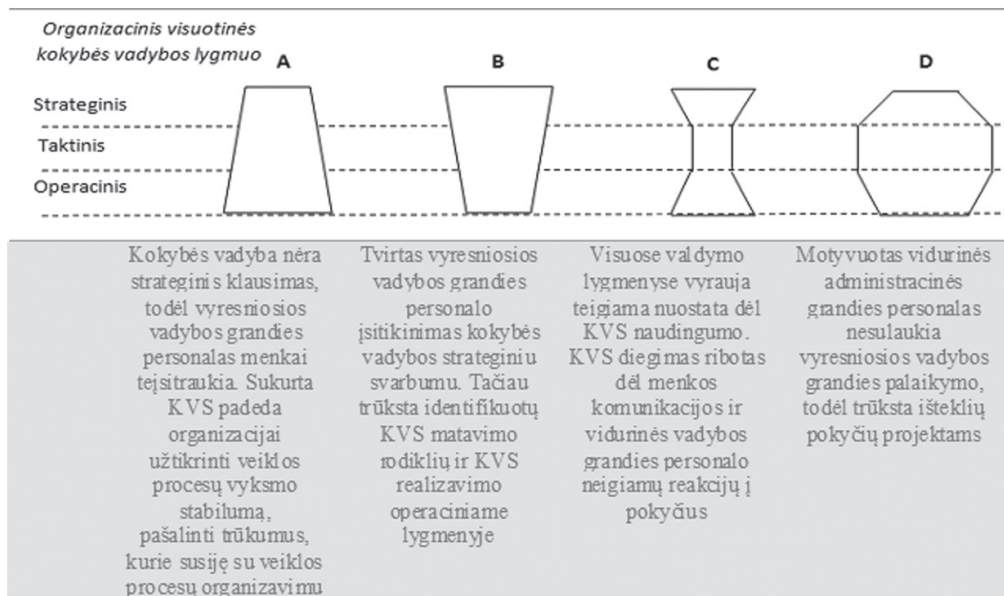 Organizacinis visuotinės
kokybės vadybos lygmuo
A
B
C
D
Strateginis
Taktinis
Operacinis
Kokybės vadyba nėra
strateginis klausimas,
todėl vyresniosios
vadybos grandies
personalas menkai
teįsitraukia. Sukurta
KVS padeda
organizacijai
užtikrinti veiklos
procesų vyksmo
stabilumą,
pašalinti trūkumus,
kurie susiję su veiklos
procesų organizavimu
Tvirtas vyresniosios
vadybos grandies
personalo
įsitikinimas kokybės
vadybos strateginiu
svarbumu. Tačiau
trūksta identifikuotų
KVS matavimo
rodiklių ir KVS
realizavimo
operaciniame
lygmenyje
Visuose valdymo
lygmenyse vyrauja
teigiama nuostata dėl
KVS naudingumo.
KVS diegimas ribotas
dėl menkos
komunikacijos ir
vidurinės vadybos
grandies personalo
neigiamų reakcijų į
pokyčius
Motyvuotas vidurinės
administracinės
grandies personalas
nesulaukia
vyresniosios vadybos
grandies palaikymo,
todėl trūksta išteklių
pokyčių projektams